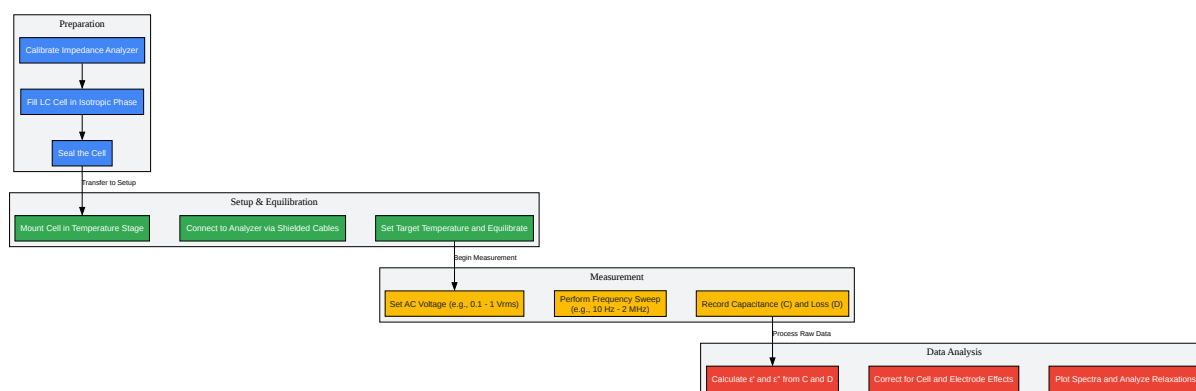 Preparation
Calibrate Impedance Analyzer
Fill LC Cell in Isotropic Phase
Seal the Cell
Transfer to Setup
Setup & Equilibration
Mount Cell in Temperature Stage
Connect to Analyzer via Shielded Cables
Set Target Temperature and Equilibrate
Begin Measurement
Measurement
Set AC Voltage (e.g., 0.1 - 1 Vrms)
Perform Frequency Sweep
(e.g., 10 Hz - 2 MHz)
Record Capacitance (C) and Loss (D)
Process Raw Data
Data Analysis
Calculate ε' and ε'' from C and D
Correct for Cell and Electrode Effects
Plot Spectra and Analyze Relaxations